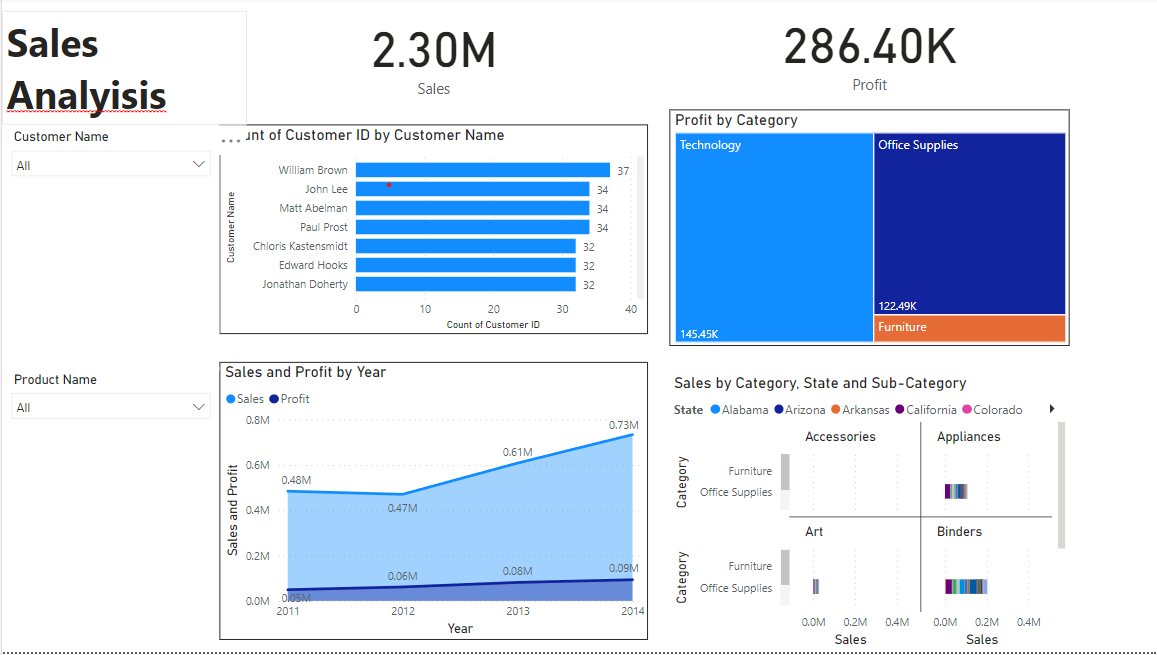 Sales
Analyisis
2.30M
Sales
286.40K
Profit
Customer Name
All
Product Name
All
... unt of Customer ID by Customer Name
Customer Name
William Brown 37
John Lee 34
Matt Abelman 34
Paul Prost 34
Chloris Kastensmidt 32
Edward Hooks 32
Jonathan Doherty 32
0 10 20 30 40
Count of Customer ID
Profit by Category
Technology
145.45K
Office Supplies
122.49K
Furniture
Sales and Profit by Year
Sales Profit
Sales and Profit
0.8M
0.6M
0.4M
0.2M
0.0M
0.48M
0.47M
0.61M
0.73M
0.05M
0.06M
0.08M
0.09M
2011 2012 2013 2014
Year
Sales by Category, State and Sub-Category
State Alabama Arizona Arkansas California Colorado
Accessories Appliances
Category
Furniture
Office Supplies
Art Binders
Category
Furniture
Office Supplies
0.0M 0.2M 0.4M 0.0M 0.2M 0.4M
Sales Sales